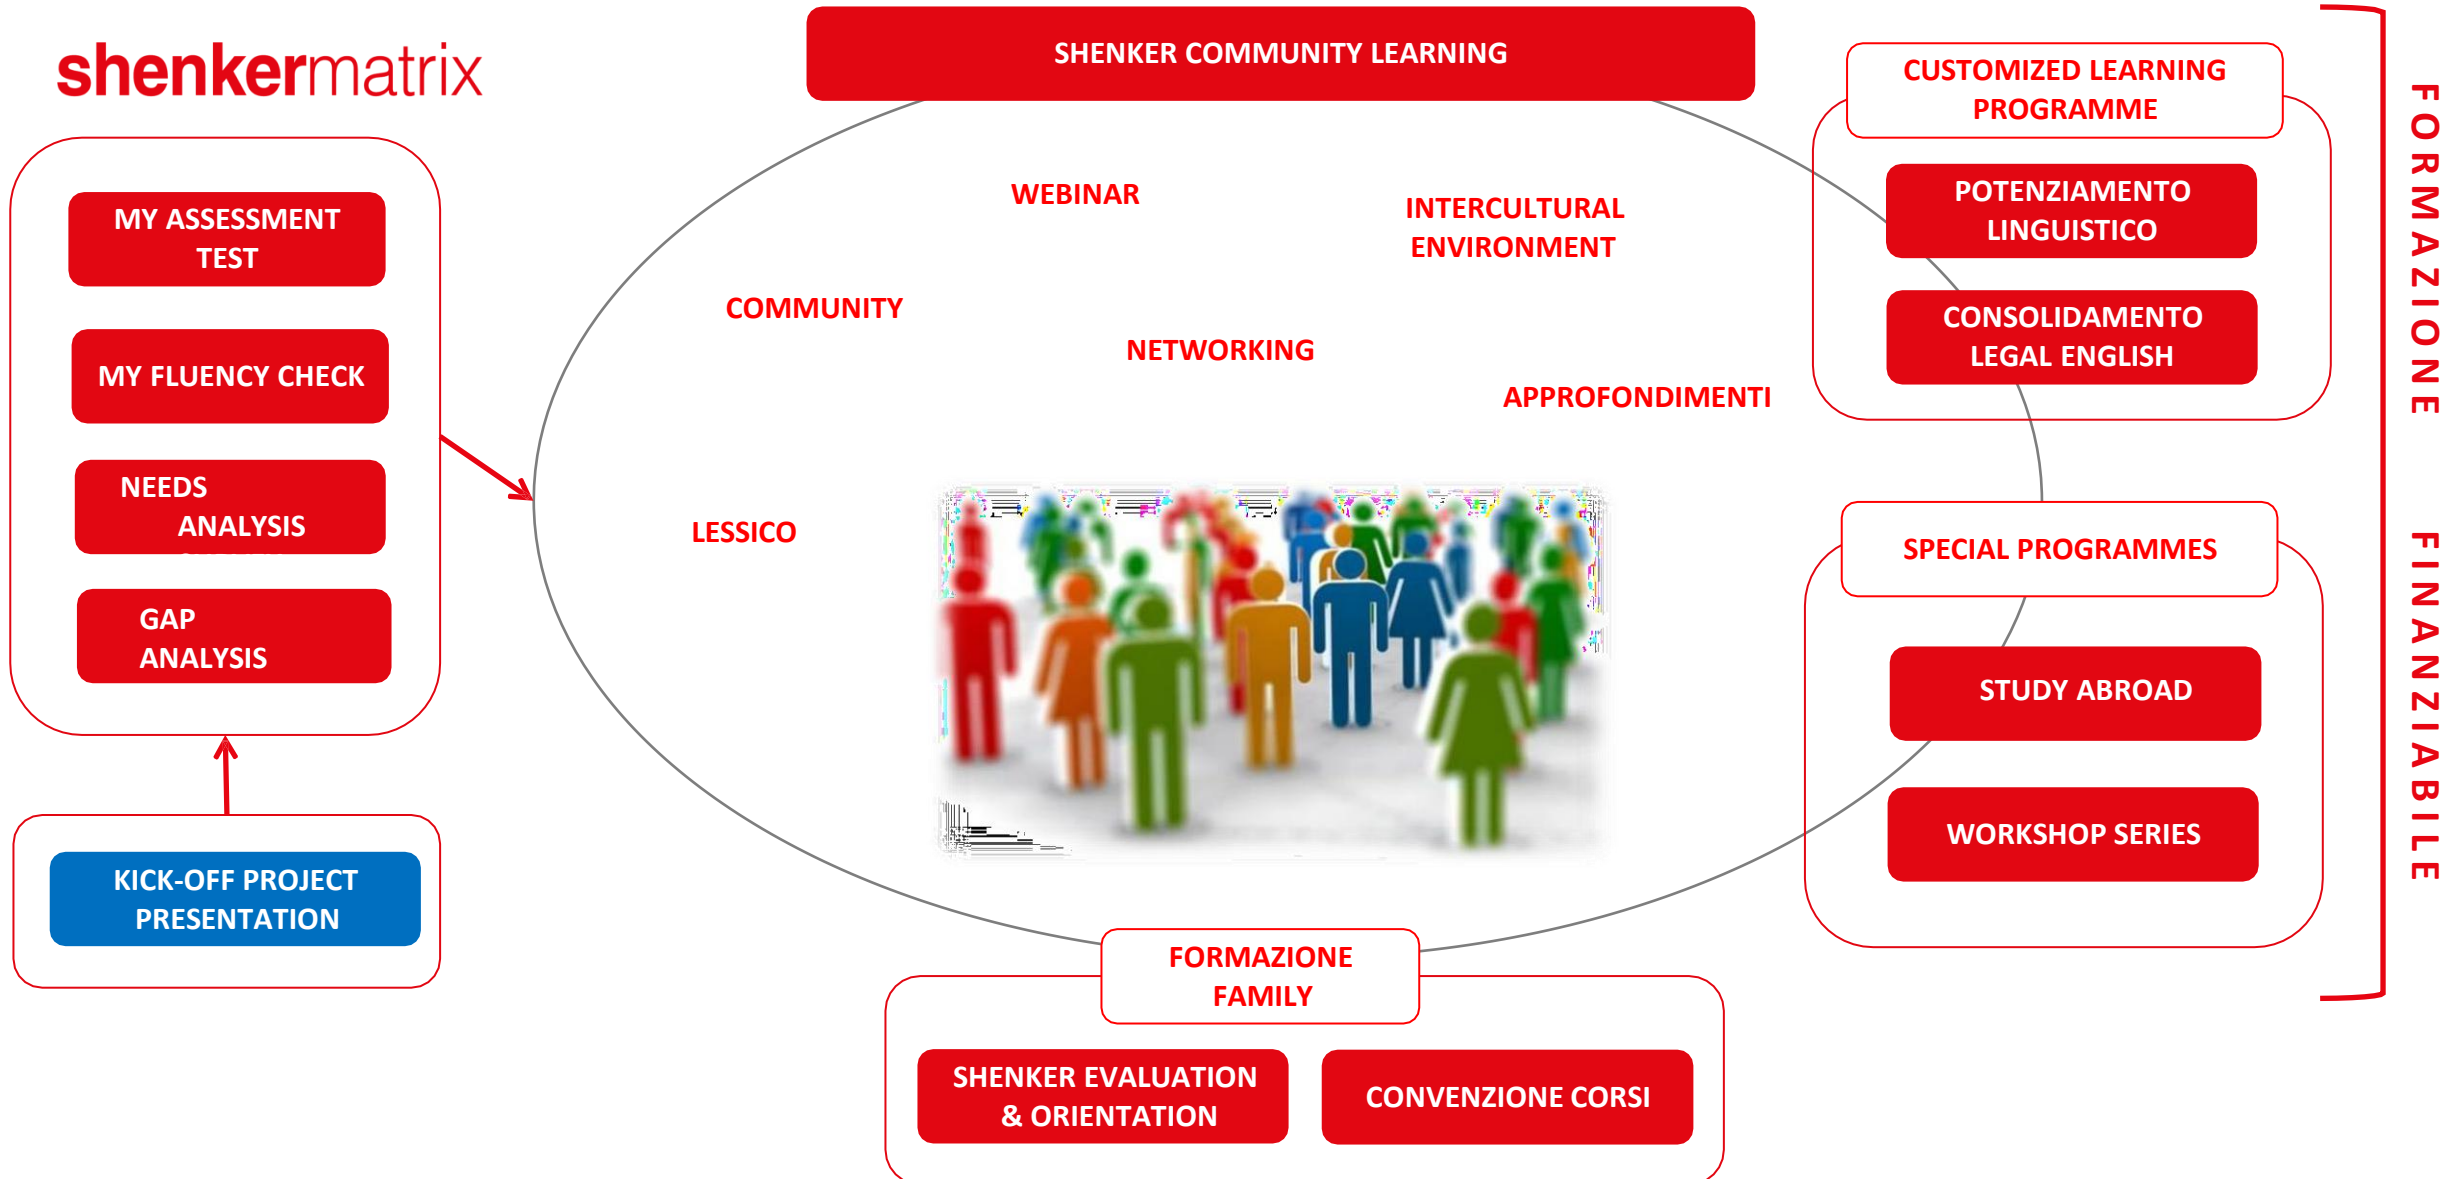 shenkermatrix
MY ASSESSMENT
TEST
MY FLUENCY CHECK
NEEDS
ANALYSIS
GAP
ANALYSIS
KICK-OFF PROJECT
PRESENTATION
SHENKER COMMUNITY LEARNING
WEBINAR
INTERCULTURAL
ENVIRONMENT
COMMUNITY
NETWORKING
APPROFONDIMENTI
LESSICO
FORMAZIONE
FAMILY
SHENKER EVALUATION
& ORIENTATION
CONVENZIONE CORSI
CUSTOMIZED LEARNING
PROGRAMME
POTENZIAMENTO
LINGUISTICO
CONSOLIDAMENTO
LEGAL ENGLISH
SPECIAL PROGRAMMES
STUDY ABROAD
WORKSHOP SERIES
FORMAZIONE FINANZIABILE